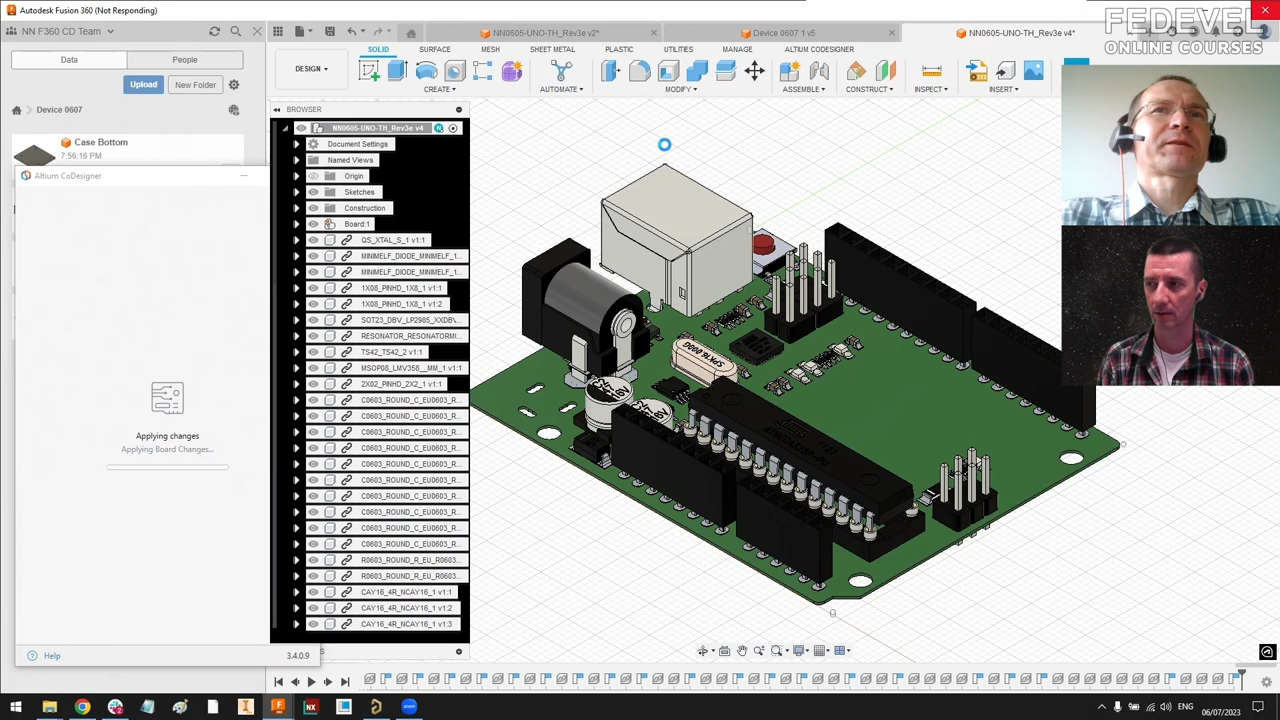 Autodesk Fusion 360 (Not Responding)
FEDEVEL
ONLINE COURSES
NN F360 CD Team
NN0605-UNO-TH_Rev3e v2*
Device 0607 1 v5
NN0605-UNO-TH_Rev3e v4*
Data
People
Upload
New Folder
Device 0607
Case Bottom
7:56:16 PM
SOLID
SURFACE
MESH
SHEET METAL
PLASTIC
UTILITIES
MANAGE
ALTIUM CODESIGNER
DESIGN
CREATE
AUTOMATE
MODIFY
ASSEMBLE
CONSTRUCT
INSPECT
INSERT
BROWSER
NN0605-UNO-TH_Rev3e v4
Document Settings
Named Views
Origin
Sketches
Construction
Board:1
QS_XTAL_S_1 v1:1
MINIMELF_DIODE_MINIMELF_1...
MINIMELF_DIODE_MINIMELF_1...
1X08_PINHD_1X8_1 v1:1
1X08_PINHD_1X8_1 v1:2
SOT23_DBV_LP2985_XXDBV...
RESONATOR_RESONATORMI...
TS42_TS42_2 v1:1
MSOP08_LMV358__MM_1 v1:1
2X02_PINHD_2X2_1 v1:1
C0603_ROUND_C_EU0603_R...
C0603_ROUND_C_EU0603_R...
C0603_ROUND_C_EU0603_R...
C0603_ROUND_C_EU0603_R...
C0603_ROUND_C_EU0603_R...
C0603_ROUND_C_EU0603_R...
C0603_ROUND_C_EU0603_R...
C0603_ROUND_C_EU0603_R...
C0603_ROUND_C_EU0603_R...
C0603_ROUND_C_EU0603_R...
R0603_ROUND_R_EU_R0603...
R0603_ROUND_R_EU_R0603...
CAY16_4R_NCAY16_1 v1:1
CAY16_4R_NCAY16_1 v1:2
CAY16_4R_NCAY16_1 v1:3
Altium CoDesigner
Applying changes
Applying Board Changes...
Help
3.4.0.9
SPK16.000G
ENG
06/07/2023